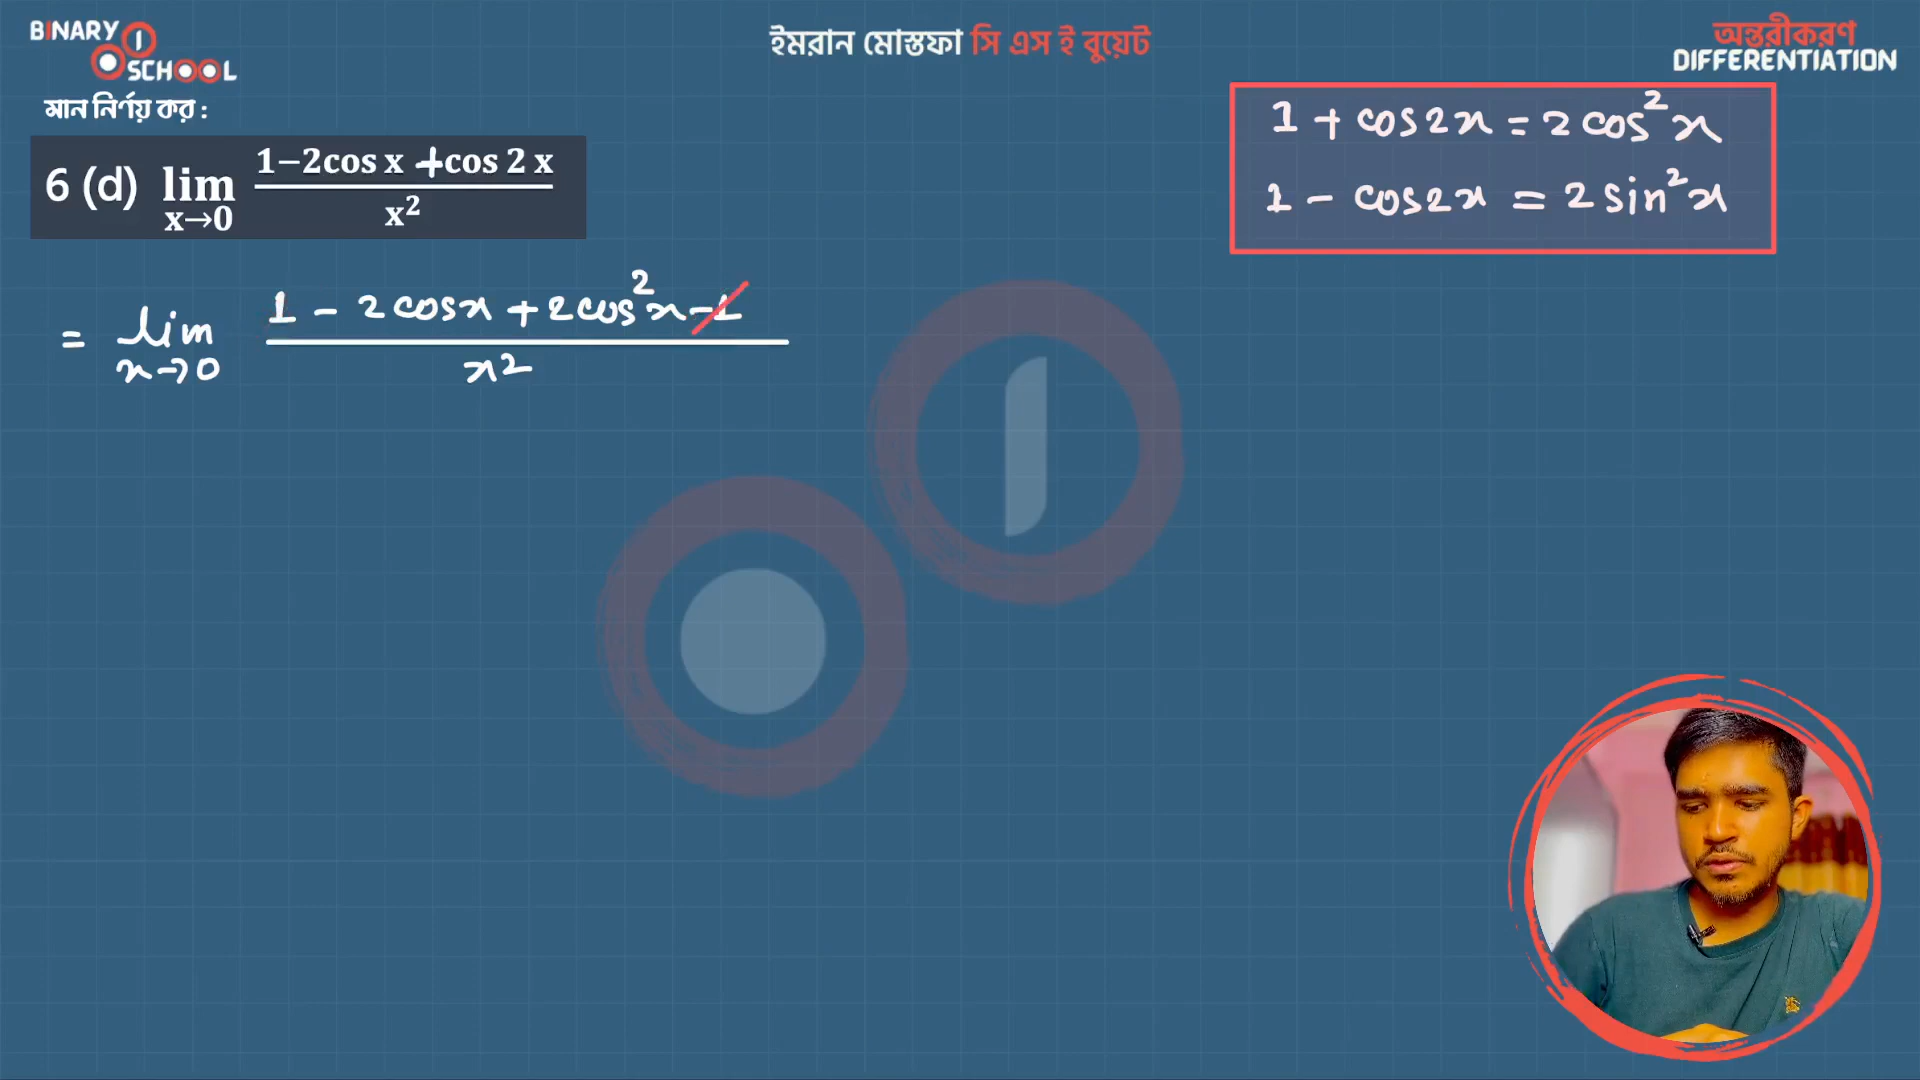 BINARY
SCHOOL
ইমরান মোস্তফা সি এস ই বুয়েট
অন্তরীকরণ
DIFFERENTIATION
মান নির্ণয় কর :
6 (d) lim x→0 (1−2cos x +cos 2 x)/x²
1 + cos2x = 2cos²x
1 − cos2x = 2sin²x
= lim x→0 (1 − 2cosx + 2cos²x − 1)/x²